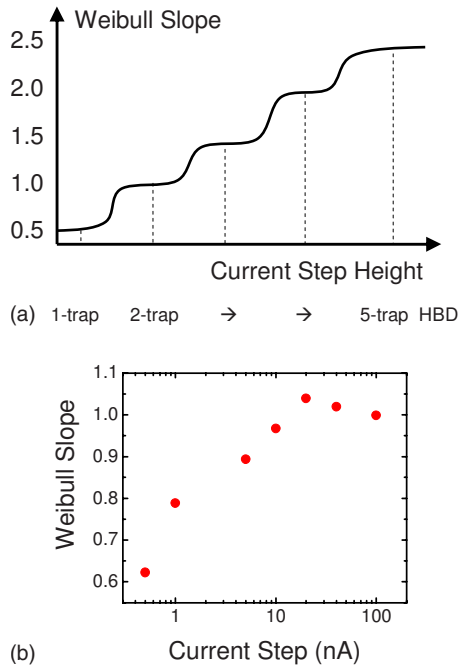 Weibull Slope
2.5
2.0
1.5
1.0
0.5
Current Step Height
(a) 1-trap 2-trap → → 5-trap HBD
1.1
1.0
0.9
0.8
0.7
0.6
Weibull Slope
1 10 100
(b) Current Step (nA)